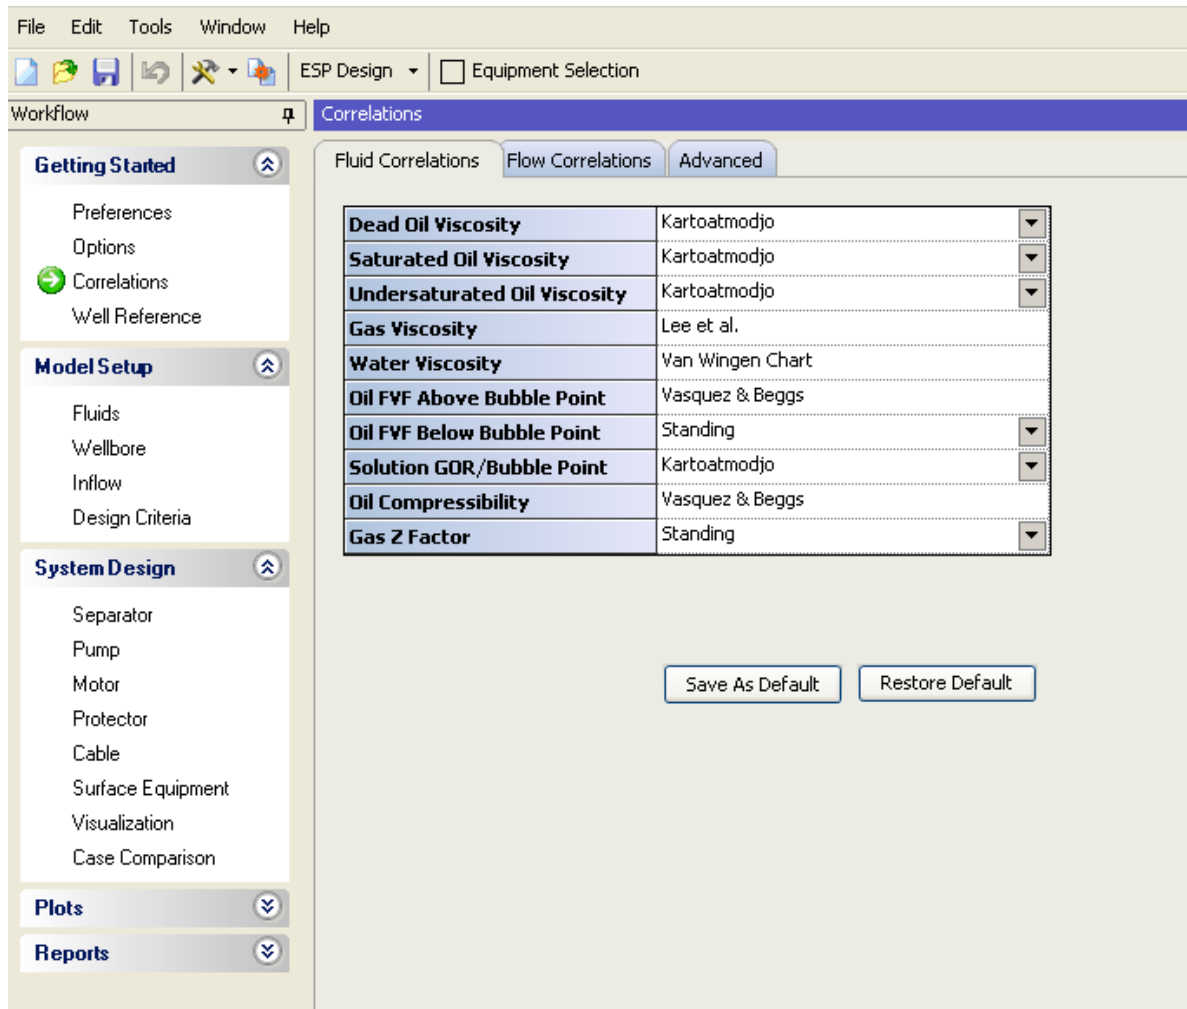 File Edit Tools Window Help
ESP Design Equipment Selection
Workflow
Correlations
Getting Started
Preferences
Options
Correlations
Well Reference
Model Setup
Fluids
Wellbore
Inflow
Design Criteria
System Design
Separator
Pump
Motor
Protector
Cable
Surface Equipment
Visualization
Case Comparison
Plots
Reports
Fluid Correlations Flow Correlations Advanced
Dead Oil Viscosity Kartoatmodjo
Saturated Oil Viscosity Kartoatmodjo
Undersaturated Oil Viscosity Kartoatmodjo
Gas Viscosity Lee et al.
Water Viscosity Van Wingen Chart
Oil FVF Above Bubble Point Vasquez & Beggs
Oil FVF Below Bubble Point Standing
Solution GOR/Bubble Point Kartoatmodjo
Oil Compressibility Vasquez & Beggs
Gas Z Factor Standing
Save As Default Restore Default